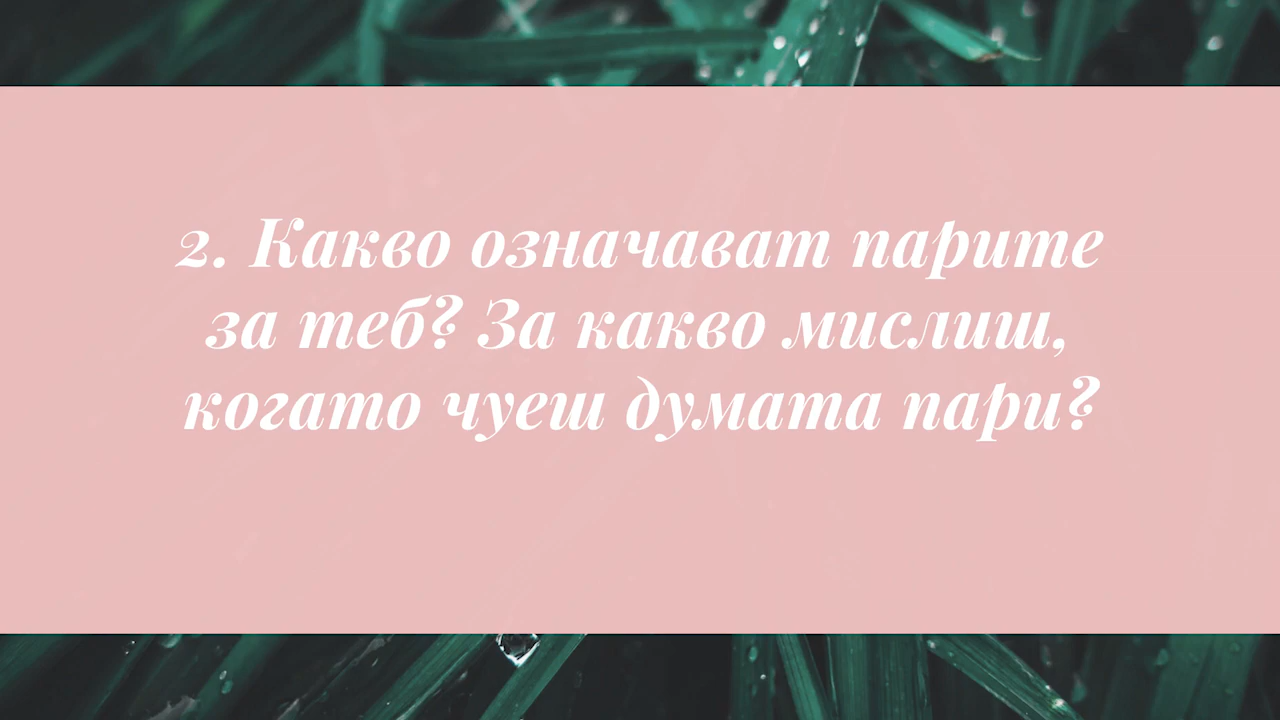 2. Какво означават парите
за теб? За какво мислиш,
когато чуеш думата пари?